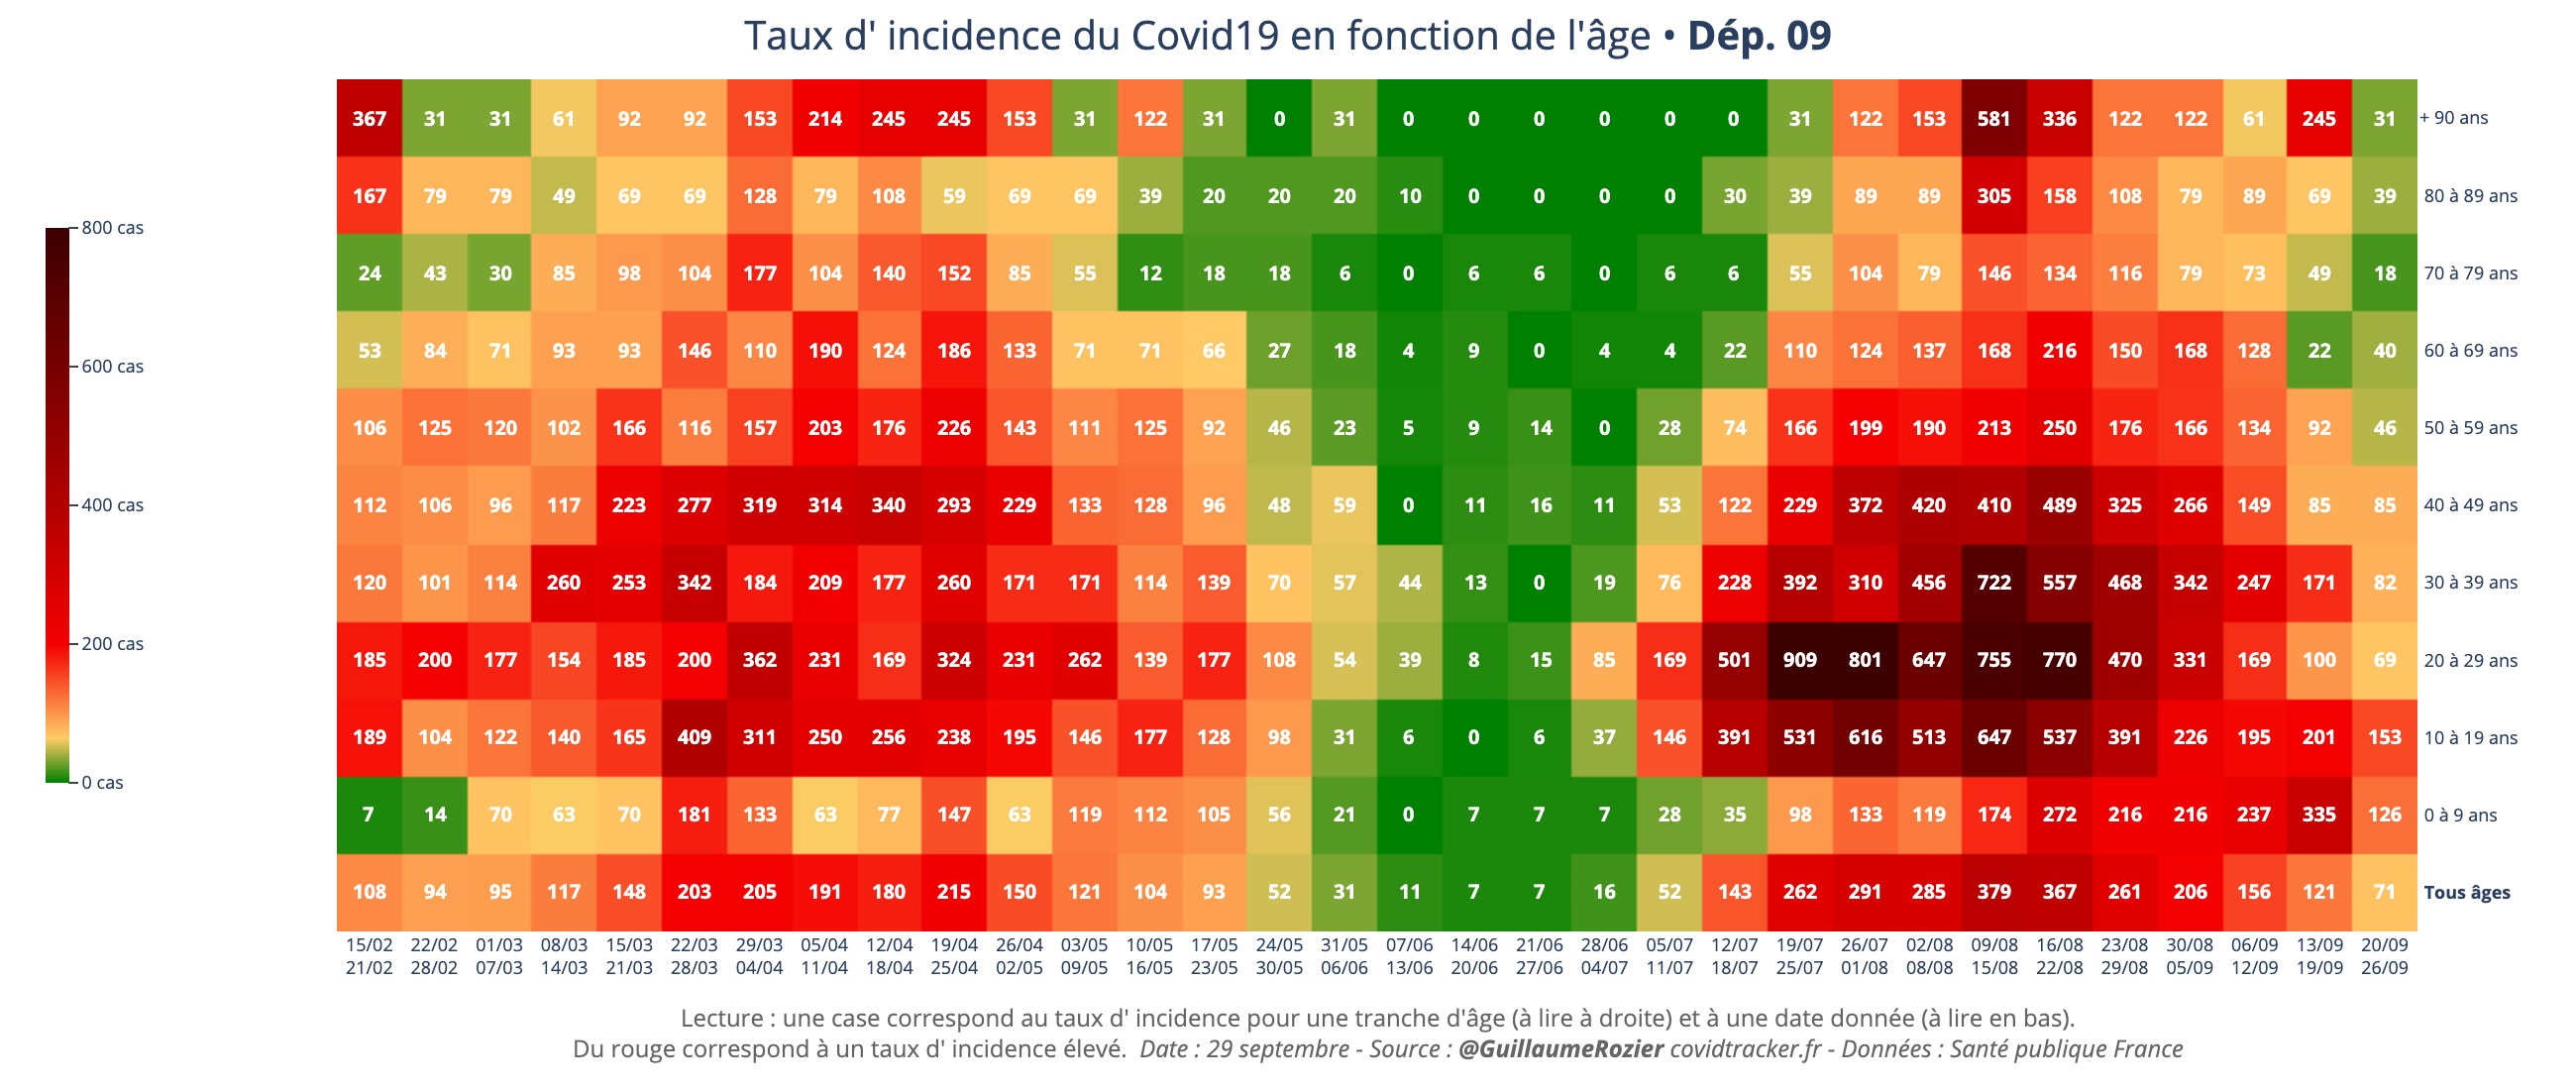 Taux d' incidence du Covid19 en fonction de l'âge • Dép. 09
367 31 31 61 92 92 153 214 245 245 153 31 122 31 0 31 0 0 0 0 0 0 31 122 153 581 336 122 122 61 245 31 + 90 ans
167 79 79 49 69 69 128 79 108 59 69 69 39 20 20 20 10 0 0 0 0 30 39 89 89 305 158 108 79 89 69 39 80 à 89 ans
24 43 30 85 98 104 177 104 140 152 85 55 12 18 18 6 0 6 6 0 6 6 55 104 79 146 134 116 79 73 49 18 70 à 79 ans
53 84 71 93 93 146 110 190 124 186 133 71 71 66 27 18 4 9 0 4 4 22 110 124 137 168 216 150 168 128 22 40 60 à 69 ans
106 125 120 102 166 116 157 203 176 226 143 111 125 92 46 23 5 9 14 0 28 74 166 199 190 213 250 176 166 134 92 46 50 à 59 ans
112 106 96 117 223 277 319 314 340 293 229 133 128 96 48 59 0 11 16 11 53 122 229 372 420 410 489 325 266 149 85 85 40 à 49 ans
120 101 114 260 253 342 184 209 177 260 171 171 114 139 70 57 44 13 0 19 76 228 392 310 456 722 557 468 342 247 171 82 30 à 39 ans
185 200 177 154 185 200 362 231 169 324 231 262 139 177 108 54 39 8 15 85 169 501 909 801 647 755 770 470 331 169 100 69 20 à 29 ans
189 104 122 140 165 409 311 250 256 238 195 146 177 128 98 31 6 0 6 37 146 391 531 616 513 647 537 391 226 195 201 153 10 à 19 ans
7 14 70 63 70 181 133 63 77 147 63 119 112 105 56 21 0 7 7 7 28 35 98 133 119 174 272 216 216 237 335 126 0 à 9 ans
108 94 95 117 148 203 205 191 180 215 150 121 104 93 52 31 11 7 7 16 52 143 262 291 285 379 367 261 206 156 121 71 Tous âges
15/02 22/02 01/03 08/03 15/03 22/03 29/03 05/04 12/04 19/04 26/04 03/05 10/05 17/05 24/05 31/05 07/06 14/06 21/06 28/06 05/07 12/07 19/07 26/07 02/08 09/08 16/08 23/08 30/08 06/09 13/09 20/09
21/02 28/02 07/03 14/03 21/03 28/03 04/04 11/04 18/04 25/04 02/05 09/05 16/05 23/05 30/05 06/06 13/06 20/06 27/06 04/07 11/07 18/07 25/07 01/08 08/08 15/08 22/08 29/08 05/09 12/09 19/09 26/09
800 cas
600 cas
400 cas
200 cas
0 cas
Lecture : une case correspond au taux d' incidence pour une tranche d'âge (à lire à droite) et à une date donnée (à lire en bas).
Du rouge correspond à un taux d' incidence élevé. Date : 29 septembre - Source : @GuillaumeRozier covidtracker.fr - Données : Santé publique France